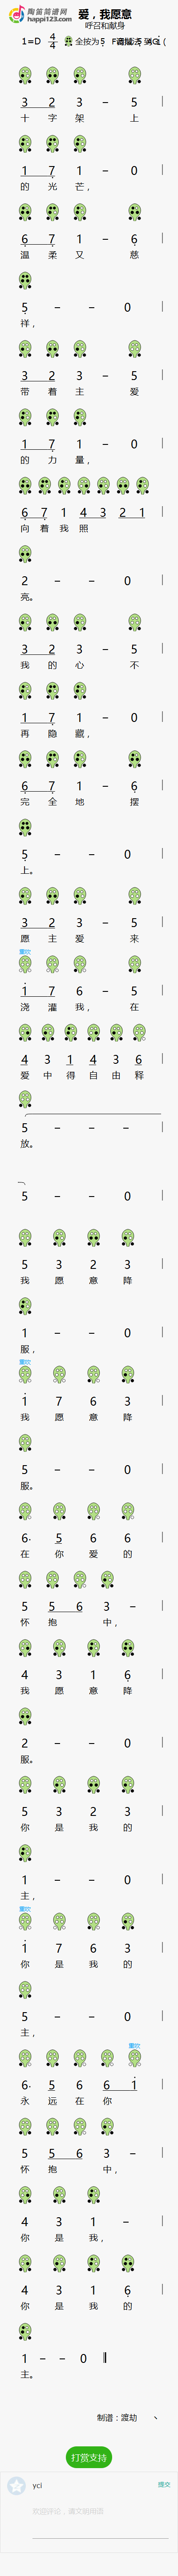 陶笛简谱网
happi123.com
爱，我愿意
呼召和献身
1=D 4/4 全按为5
3 2 3 – 5
十 字 架 上
1 7 1 – 0
的 光 芒，
6 7 1 – 6
温 柔 又 慈
5 – – 0
祥，
3 2 3 – 5
带 着 主 爱
1 7 1 – 0
的 力 量，
6 7 1 4 3 2 1
向 着 我 照
2 – – 0
亮。
3 2 3 – 5
我 的 心 不
1 7 1 – 0
再 隐 藏，
6 7 1 – 6
完 全 地 摆
5 – – 0
上。
3 2 3 – 5
愿 主 爱 来
重吹
1 7 6 – 5
浇 灌 我， 在
4 3 1 4 3 6
爱 中 得 自 由 释
5 – – –
放。
5 – – 0
5 3 2 3
我 愿 意 降
1 – – 0
服，
重吹
1 7 6 3
我 愿 意 降
5 – – 0
服。
6· 5 6 6
在 你 爱 的
5 5 6 3 –
怀 抱 中，
4 3 1 6
我 愿 意 降
2 – – 0
服。
5 3 2 3
你 是 我 的
1 – – 0
主，
重吹
1 7 6 3
你 是 我 的
5 – – 0
主，
重吹
6· 5 6 6 1
永 远 在 你
5 5 6 3 –
怀 抱 中，
4 3 1 –
你 是 我，
4 3 1 6
你 是 我 的
1 – – 0
主。
制谱：渡劫 丶
打赏支持
ycl
提交
欢迎评论，请文明用语